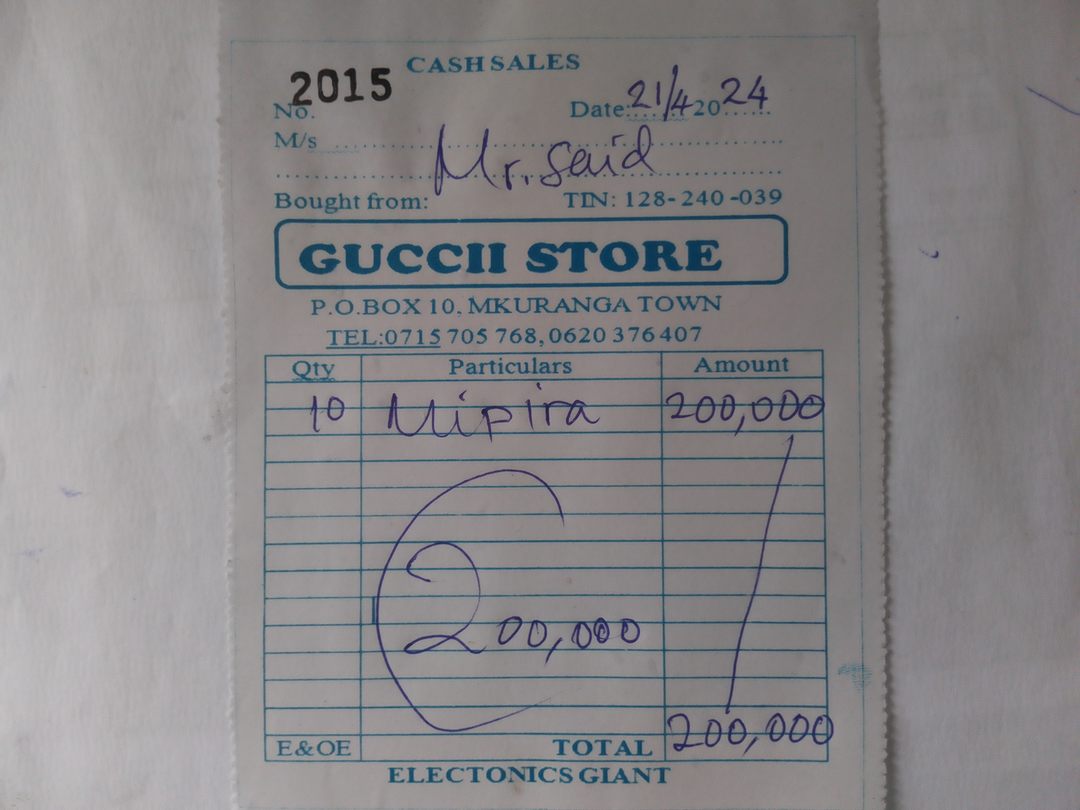 CASH SALES
No. 2015 Date: 21/4 2024
M/s Mr. Said
Bought from: TIN: 128-240-039
GUCCII STORE
P.O.BOX 10, MKURANGA TOWN
TEL:0715 705 768, 0620 376 407
Qty Particulars Amount
10 Mipira 200,000
200,000
200,000
E&OE TOTAL
ELECTONICS GIANT